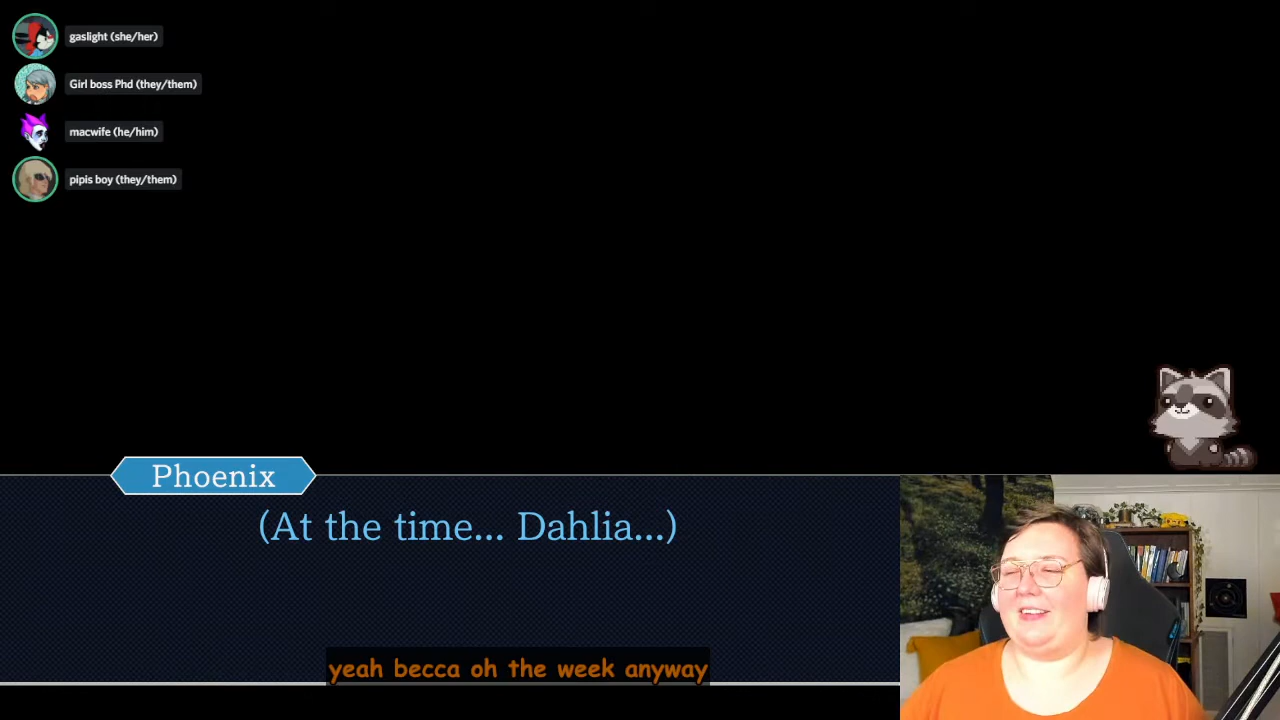 gaslight (she/her)
Girl boss Phd (they/them)
macwife (he/him)
pipis boy (they/them)
Phoenix
(At the time... Dahlia...)
yeah becca oh the week anyway